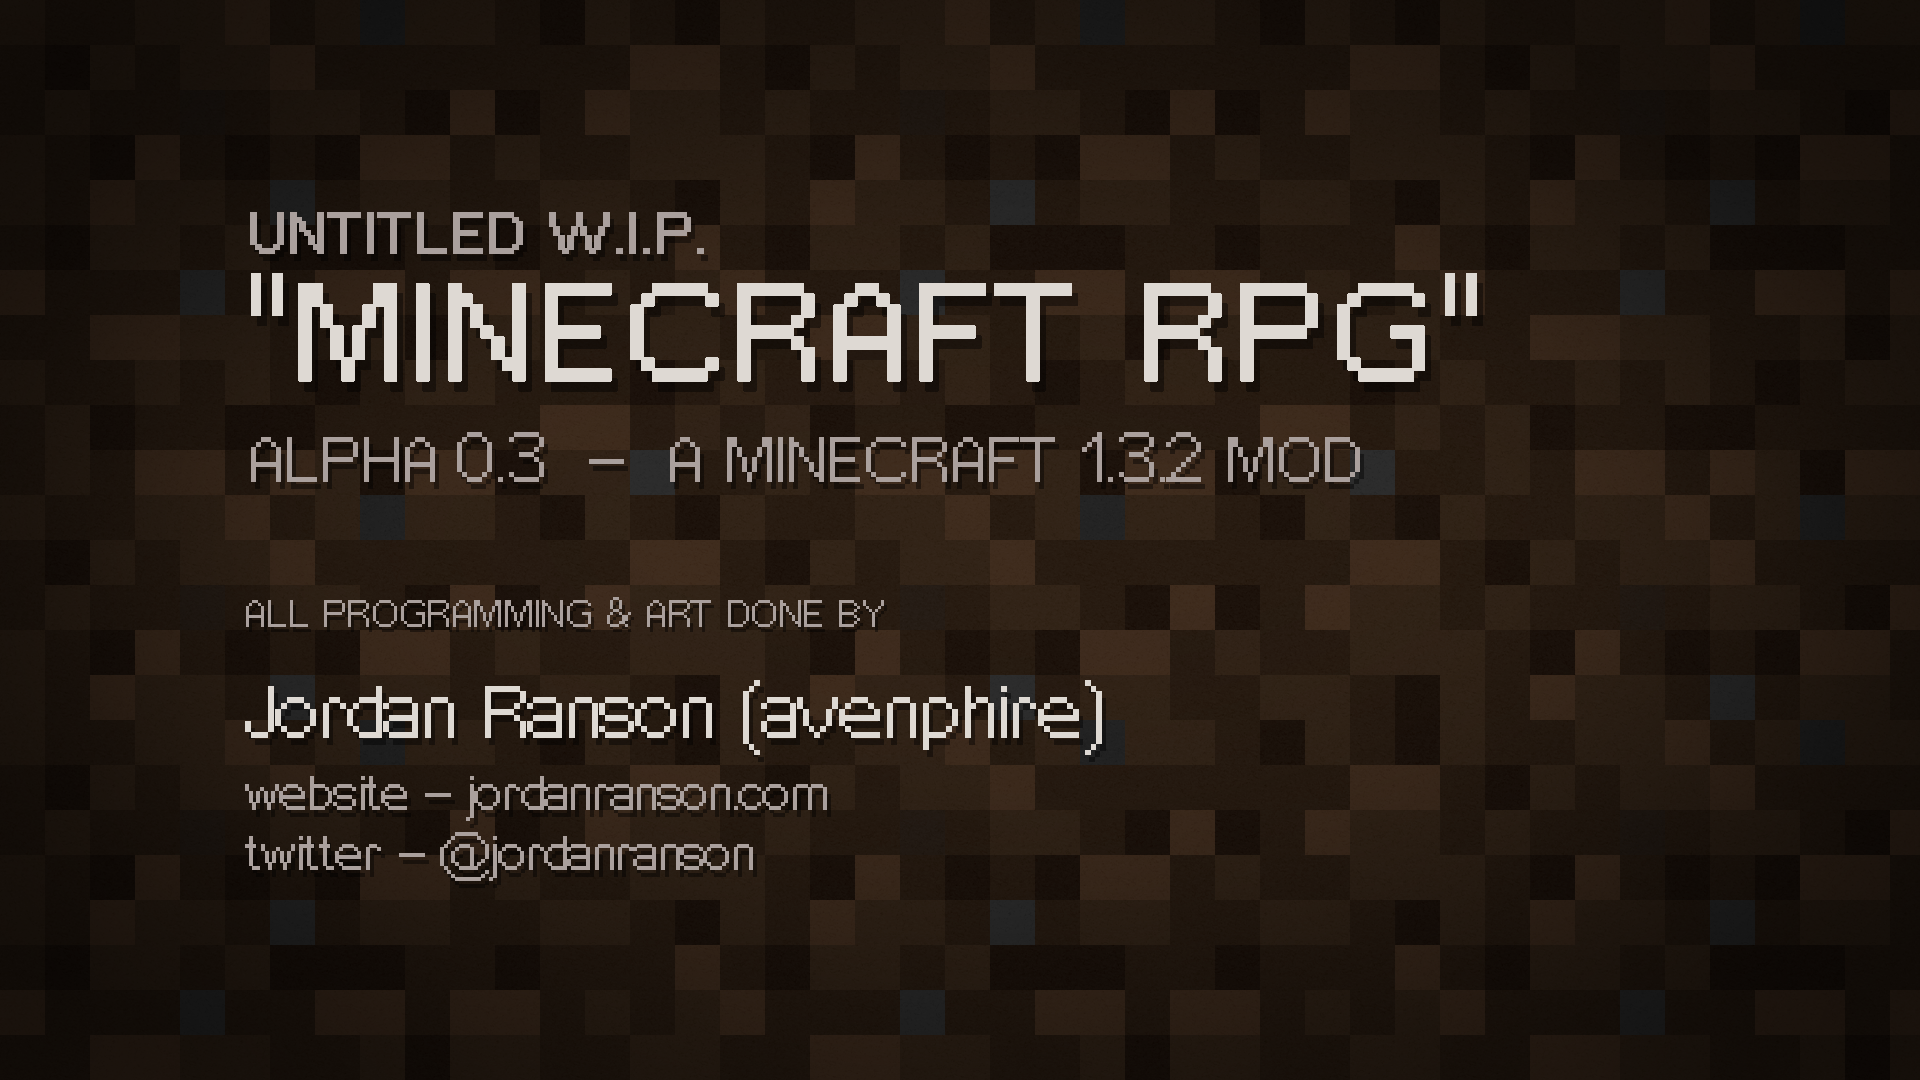 UNTITLED W.I.P.
"MINECRAFT RPG"
ALPHA 0.3 – A MINECRAFT 1.3.2 MOD
ALL PROGRAMMING & ART DONE BY
Jordan Ranson (avenphire)
website – jordanranson.com
twitter – @jordanranson